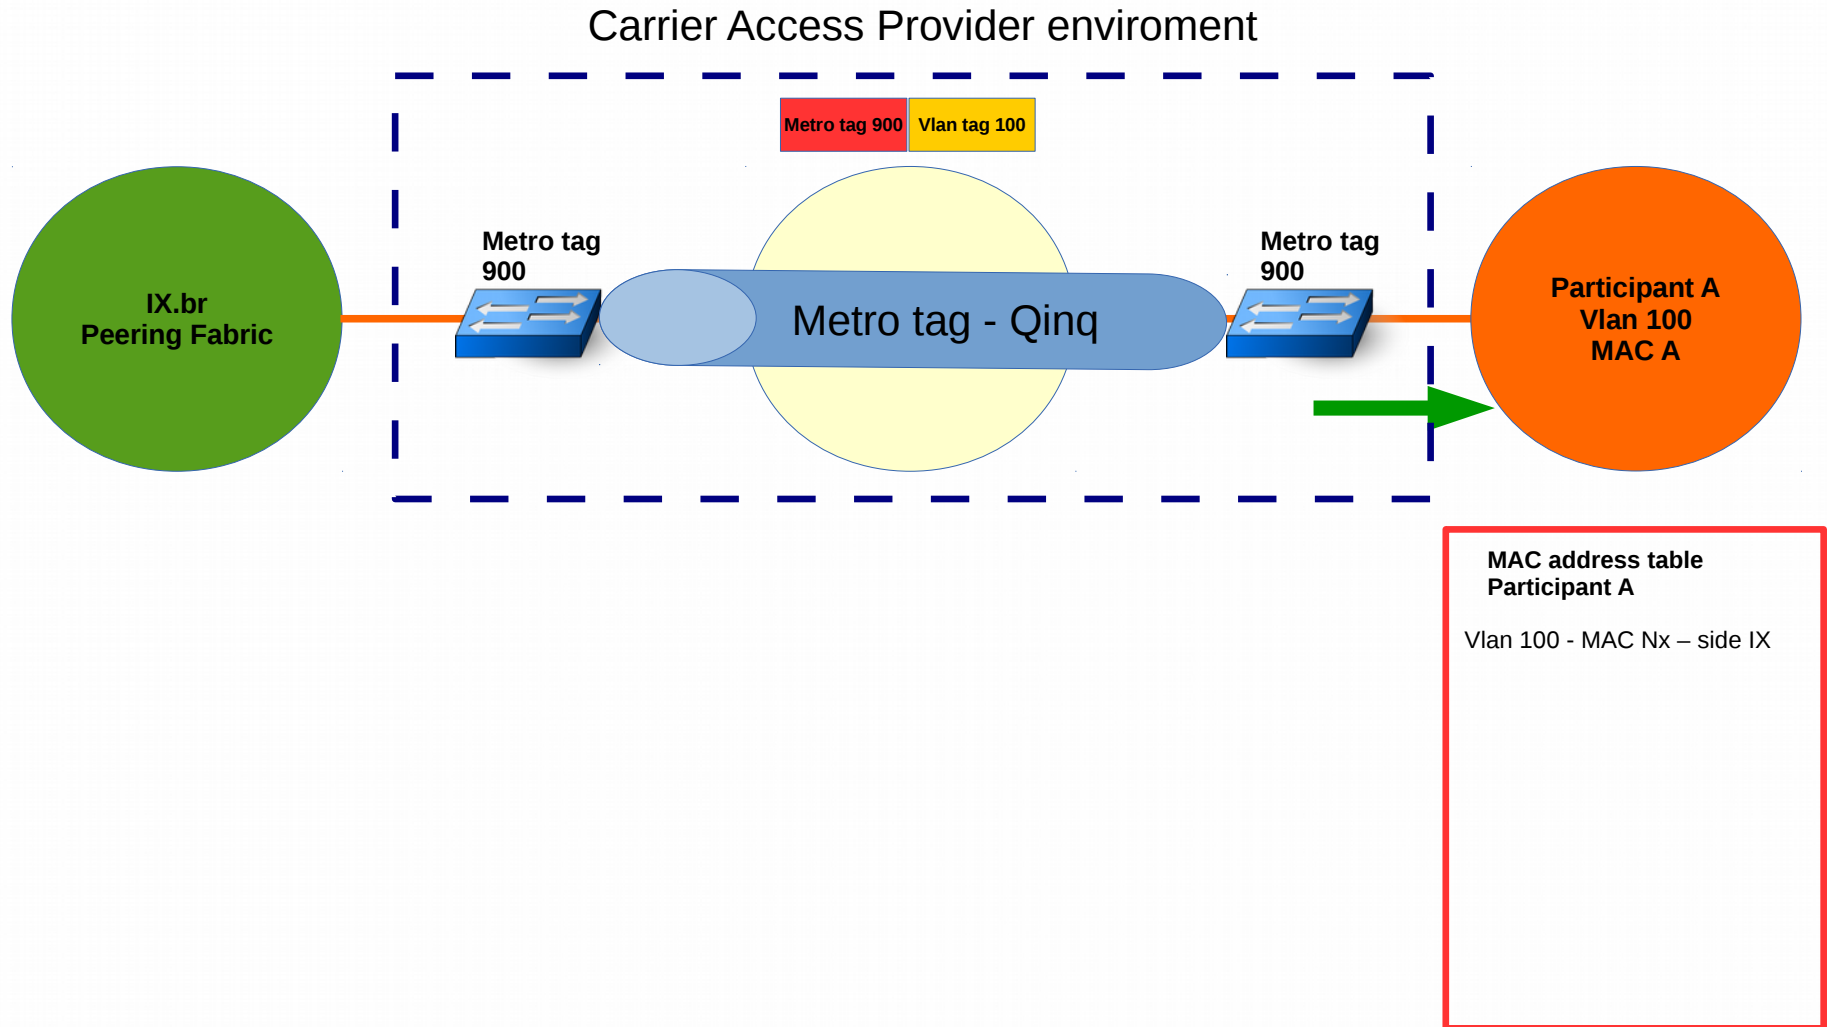 Carrier Access Provider enviroment
Metro tag 900 Vlan tag 100
Metro tag
900
Metro tag
900
IX.br
Peering Fabric
Metro tag - Qinq
Participant A
Vlan 100
MAC A
MAC address table
Participant A
Vlan 100 - MAC Nx – side IX